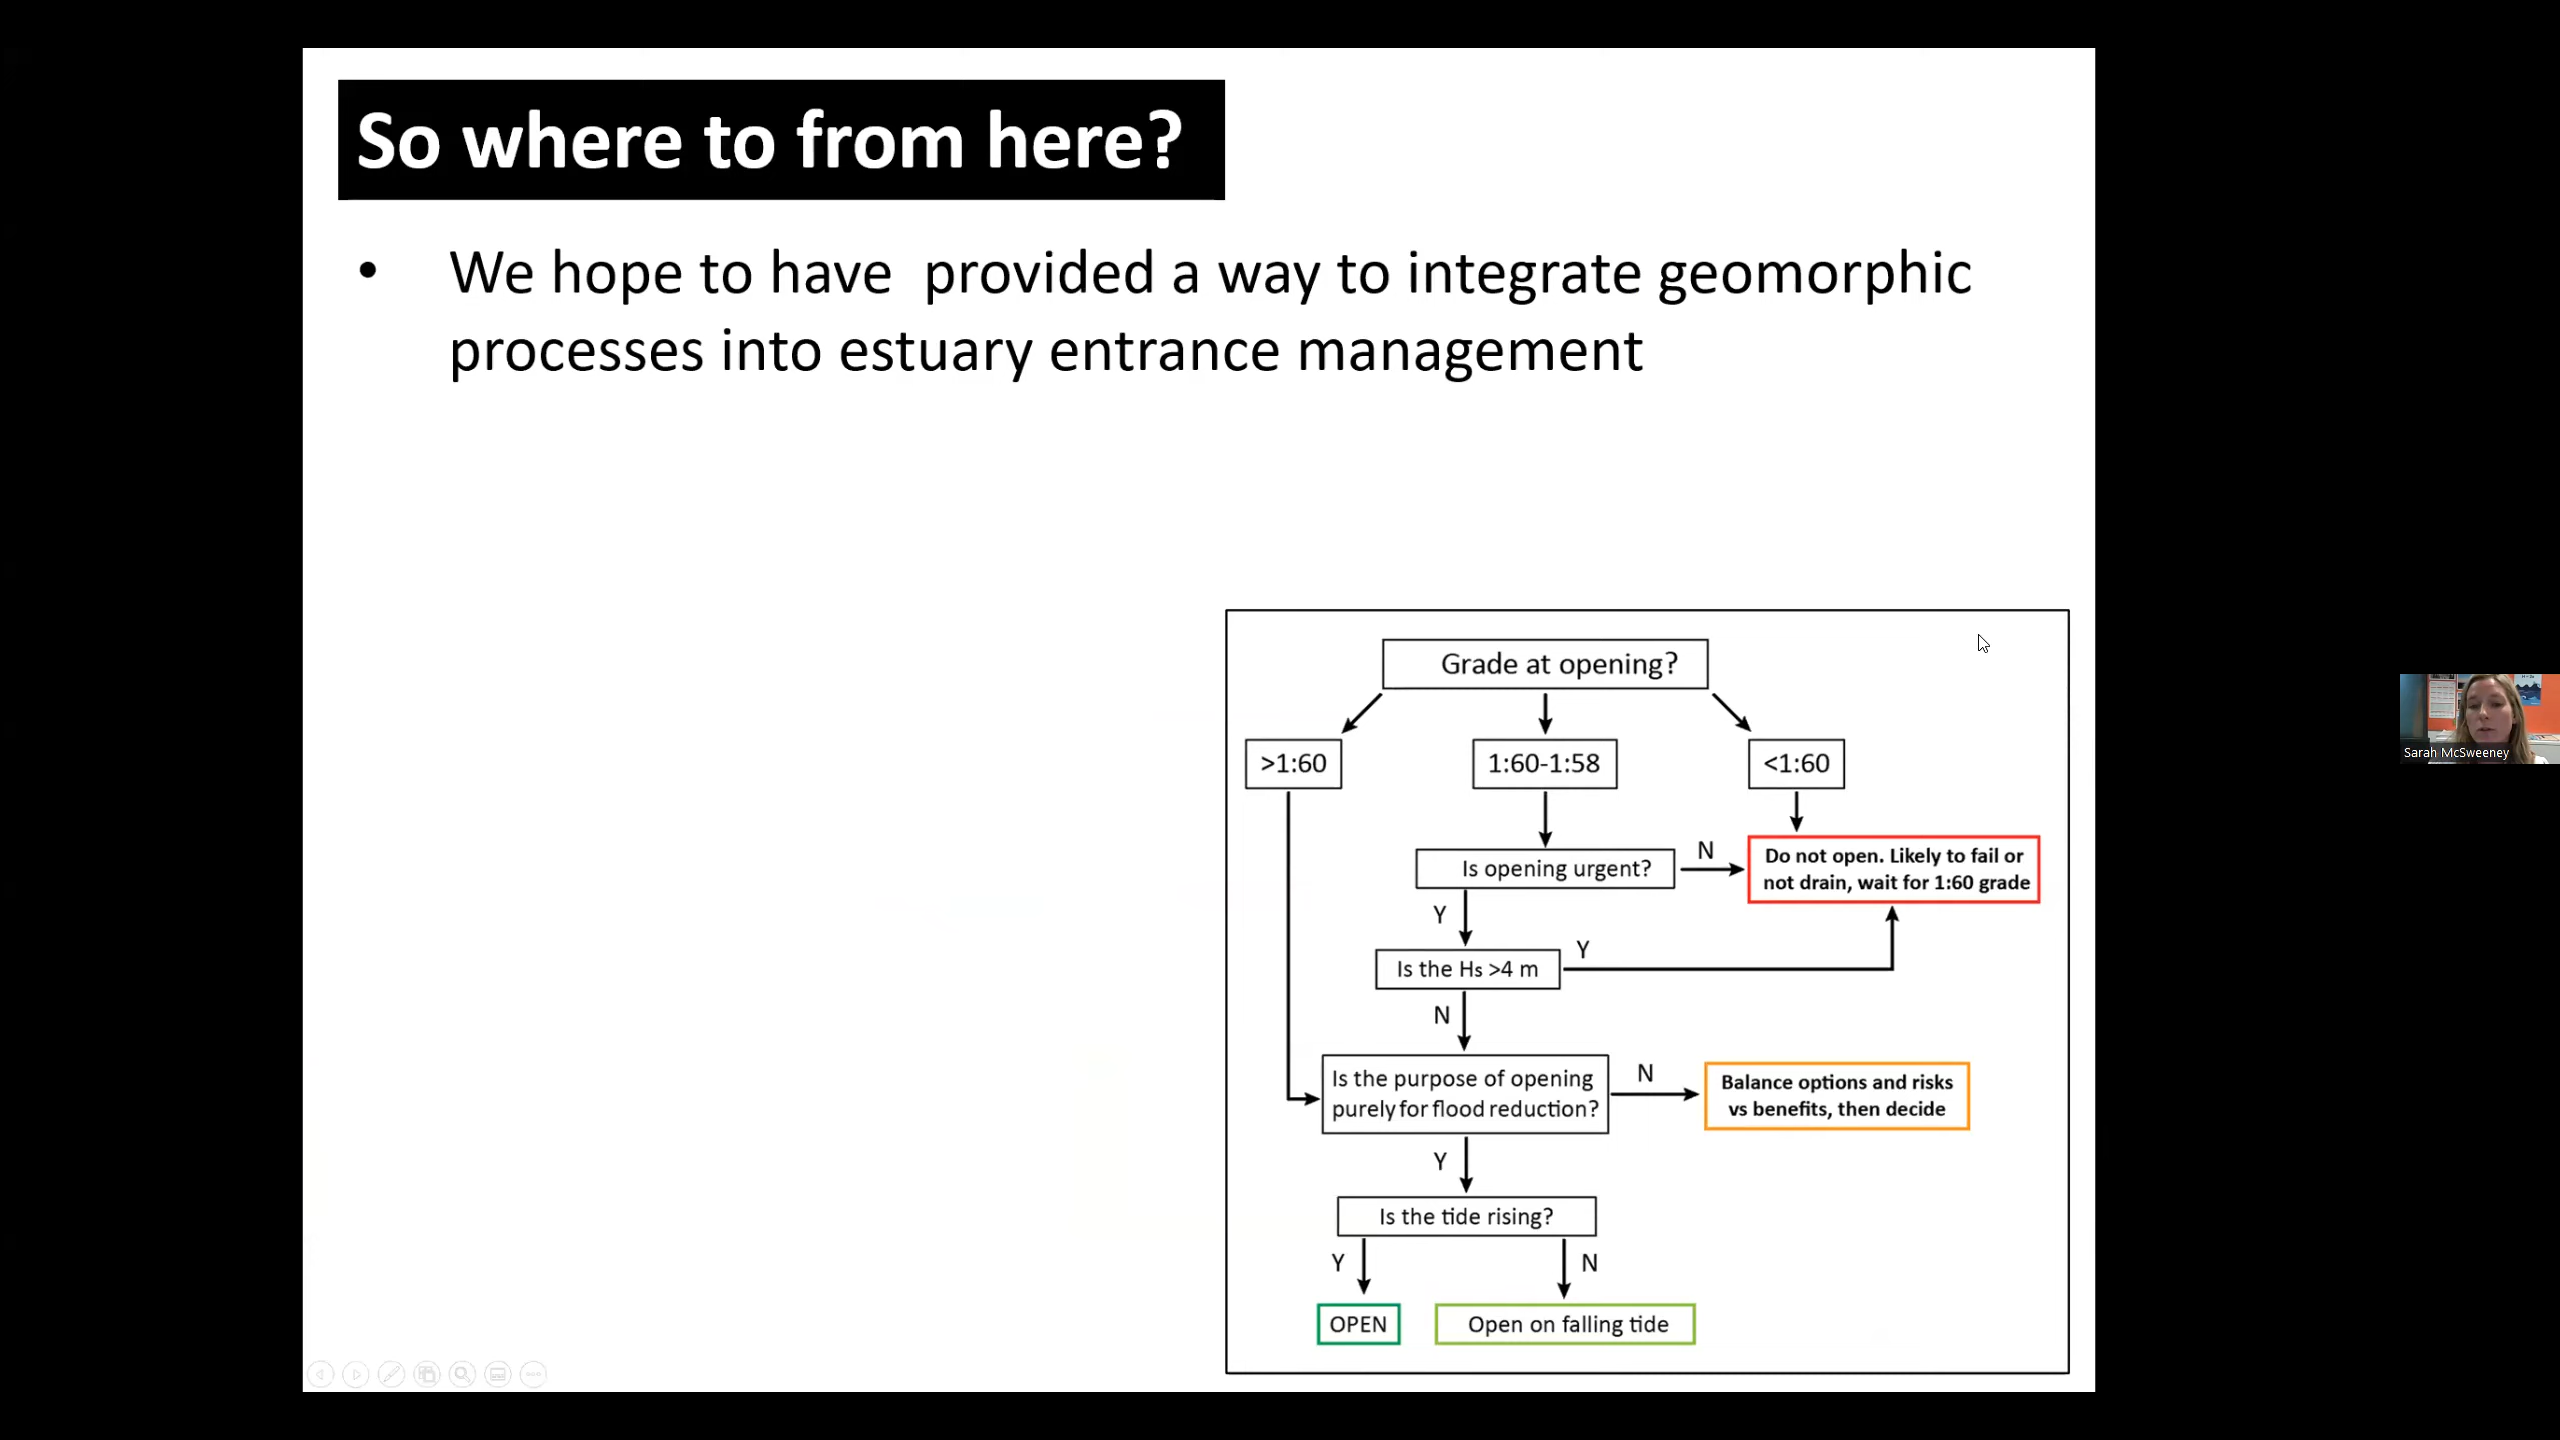 So where to from here?
• We hope to have  provided a way to integrate geomorphic
processes into estuary entrance management
Grade at opening?
>1:60
1:60-1:58
<1:60
Is opening urgent?
N
Do not open. Likely to fail or
not drain, wait for 1:60 grade
Y
Is the Hs >4 m
Y
N
Is the purpose of opening
purely for flood reduction?
N
Balance options and risks
vs benefits, then decide
Y
Is the tide rising?
Y
N
OPEN
Open on falling tide
Sarah McSweeney